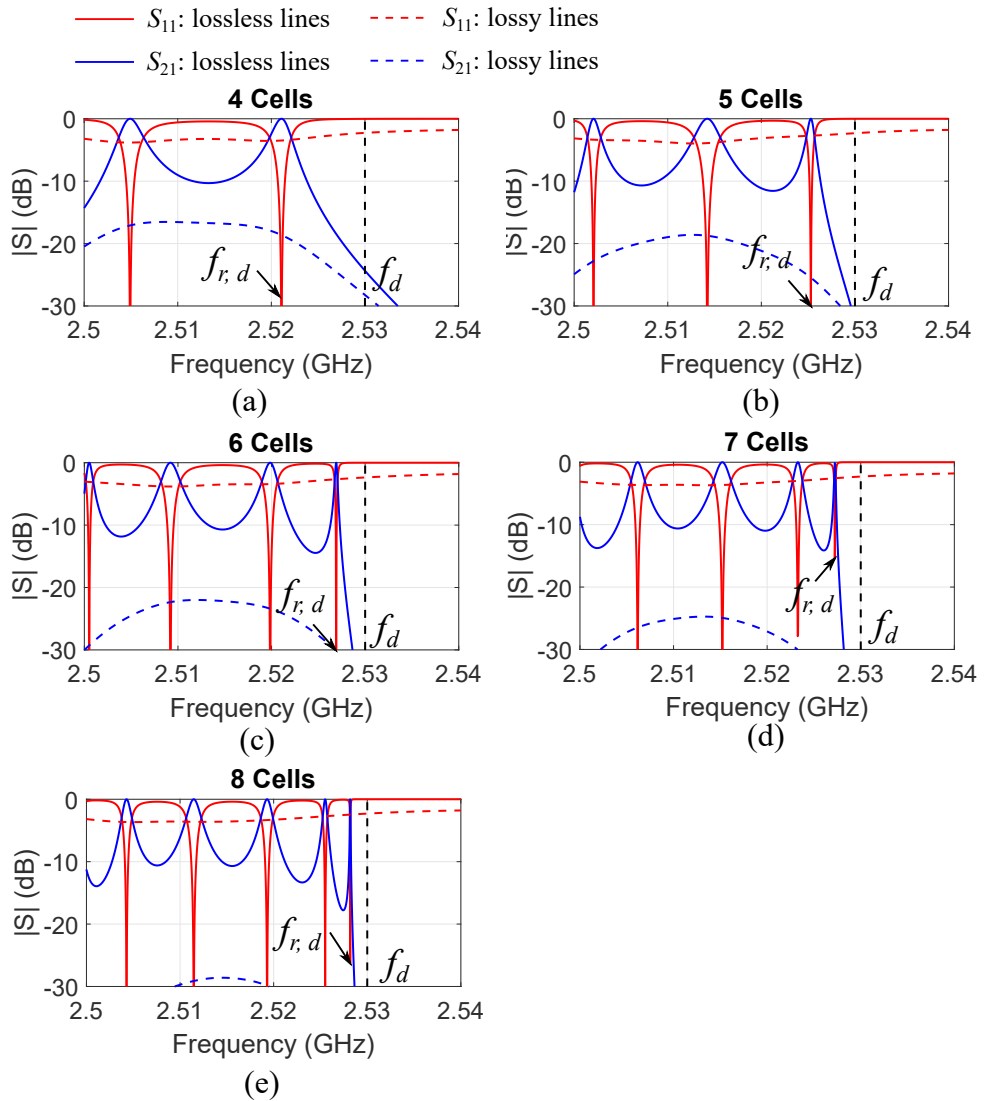 S11: lossless lines S11: lossy lines
S21: lossless lines S21: lossy lines
4 Cells
|S| (dB)
0
-10
-20
-30
fr, d
fd
2.5 2.51 2.52 2.53 2.54
Frequency (GHz)
(a)
5 Cells
|S| (dB)
0
-10
-20
-30
fr, d
fd
2.5 2.51 2.52 2.53 2.54
Frequency (GHz)
(b)
6 Cells
|S| (dB)
0
-10
-20
-30
fr, d
fd
2.5 2.51 2.52 2.53 2.54
Frequency (GHz)
(c)
7 Cells
|S| (dB)
0
-10
-20
-30
fr, d
fd
2.5 2.51 2.52 2.53 2.54
Frequency (GHz)
(d)
8 Cells
|S| (dB)
0
-10
-20
-30
fr, d
fd
2.5 2.51 2.52 2.53 2.54
Frequency (GHz)
(e)